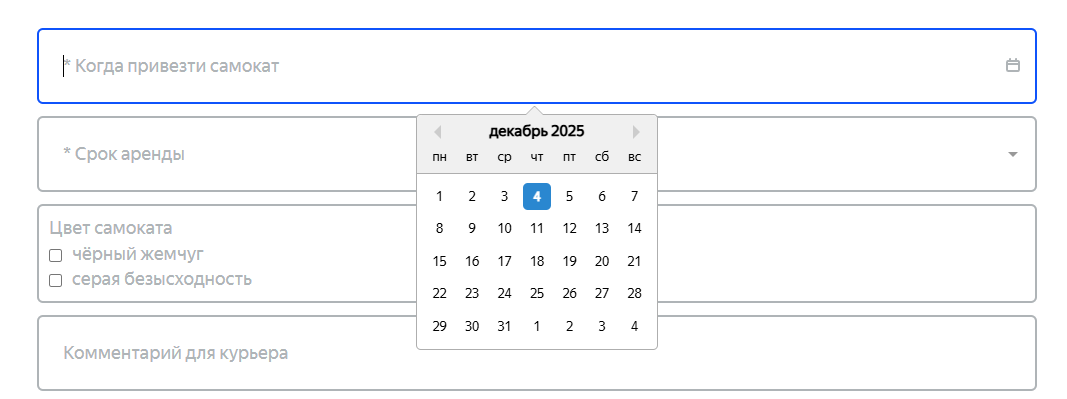 * Когда привезти самокат
декабрь 2025
пн вт ср чт пт сб вс
* Срок аренды
1 2 3 4 5 6 7
Цвет самоката
8 9 10 11 12 13 14
чёрный жемчуг
15 16 17 18 19 20 21
серая безысходность
22 23 24 25 26 27 28
29 30 31 1 2 3 4
Комментарий для курьера